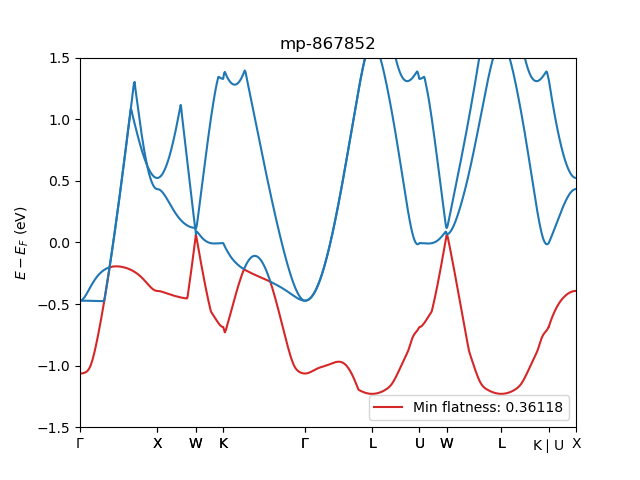 mp-867852
E − E_F (eV)
1.5
1.0
0.5
0.0
−0.5
−1.0
−1.5
Min flatness: 0.36118
Γ X W K Γ L U W L K | U X